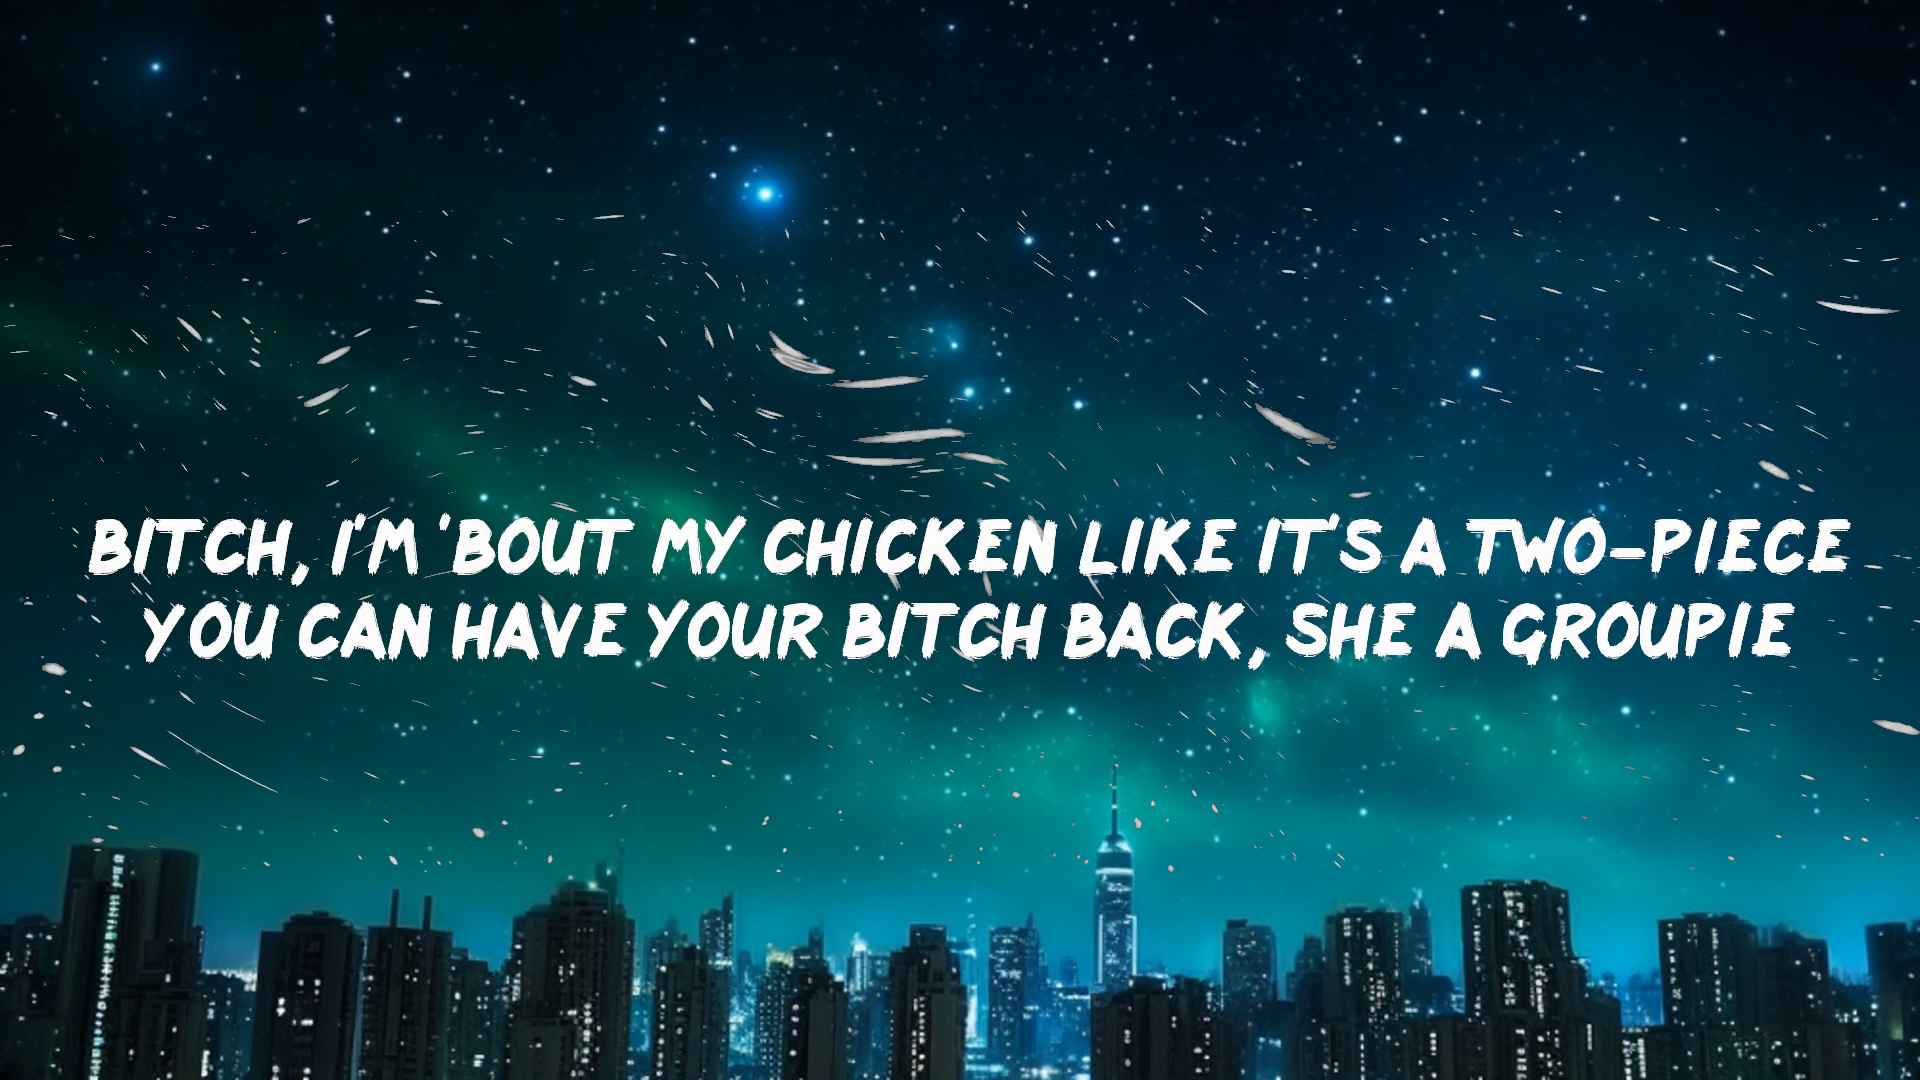 BITCH, I'M 'BOUT MY CHICKEN LIKE IT'S A TWO-PIECE
YOU CAN HAVE YOUR BITCH BACK, SHE A GROUPIE